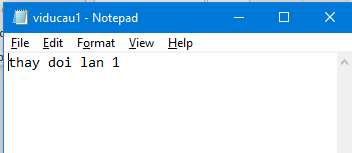 viducau1 - Notepad
File Edit Format View Help
thay doi lan 1